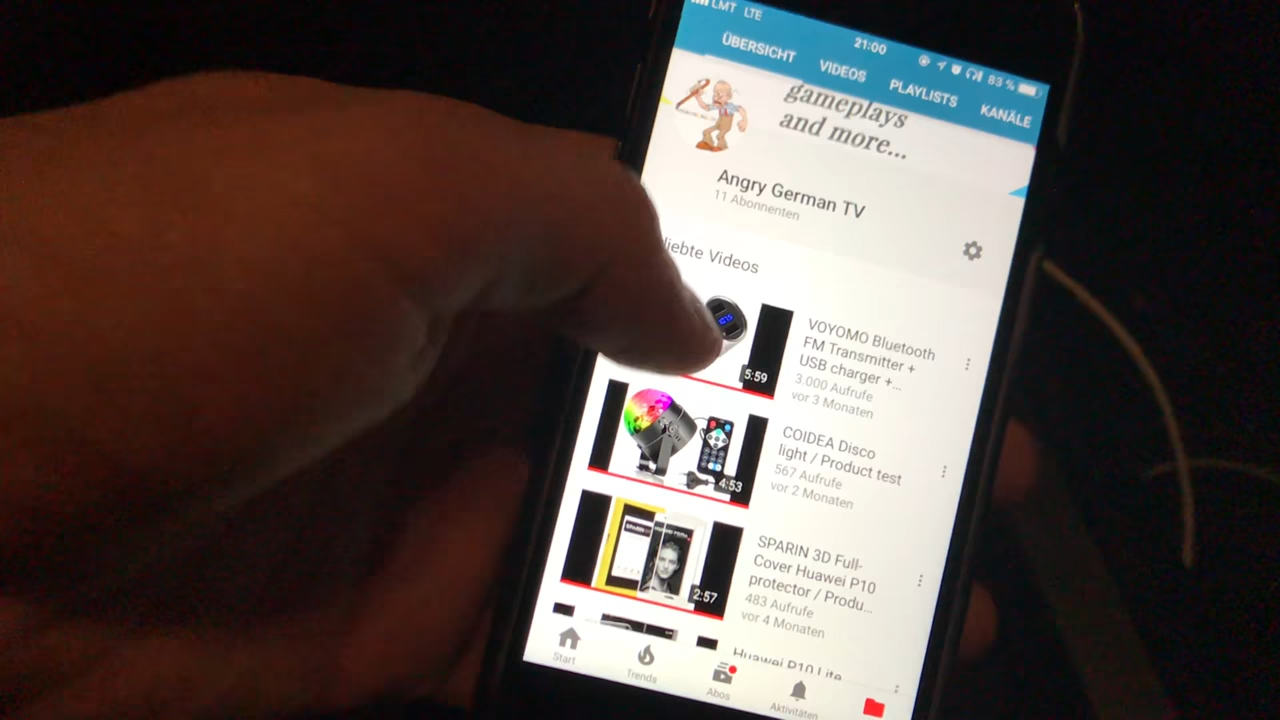 LMT LTE 21:00 83 %
ÜBERSICHT VIDEOS PLAYLISTS KANÄLE
gameplays
and more...
Angry German TV
11 Abonnenten
liebte Videos
5:59
VOYOMO Bluetooth
FM Transmitter +
USB charger +...
3.000 Aufrufe
vor 3 Monaten
4:53
COIDEA Disco
light / Product test
567 Aufrufe
vor 2 Monaten
SPARIN
2:57
SPARIN 3D Full-
Cover Huawei P10
protector / Produ...
483 Aufrufe
vor 4 Monaten
Huawei P10 Lite
Start Trends Abos Aktivitäten